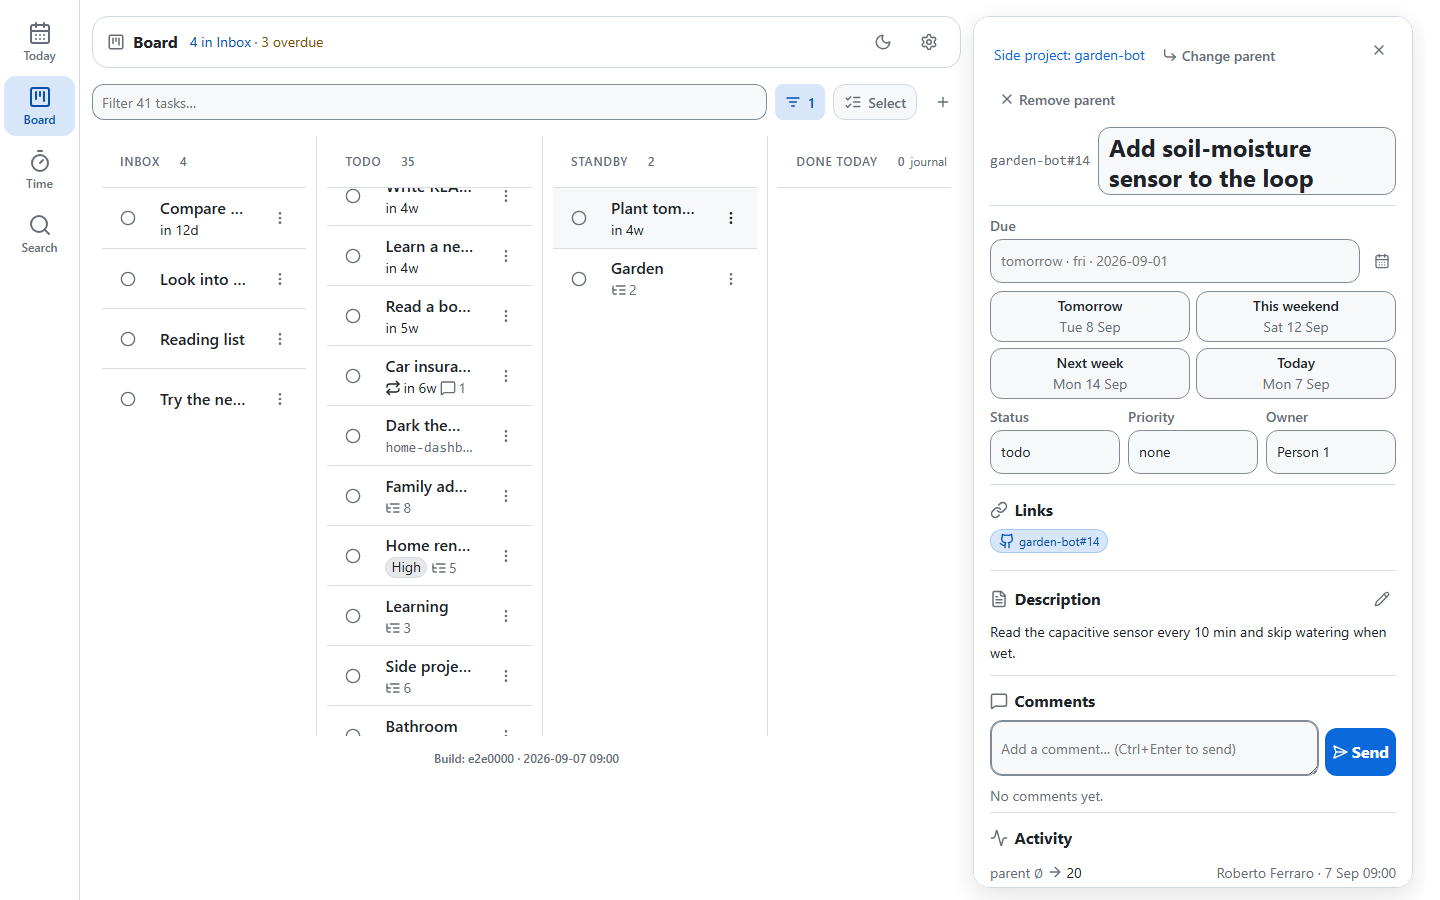 Today
Board
Time
Search
Board 4 in Inbox · 3 overdue
Filter 41 tasks...
1
Select
INBOX 4
Compare ...
in 12d
Look into ...
Reading list
Try the ne...
TODO 35
Write REA...
in 4w
Learn a ne...
in 4w
Read a bo...
in 5w
Car insura...
in 6w 1
Dark the...
home-dashb...
Family ad...
8
Home ren...
High 5
Learning
3
Side proje...
6
Bathroom
STANDBY 2
Plant tom...
in 4w
Garden
2
DONE TODAY 0 journal
Build: e2e0000 · 2026-09-07 09:00
Side project: garden-bot Change parent
Remove parent
garden-bot#14
Add soil-moisture
sensor to the loop
Due
tomorrow · fri · 2026-09-01
Tomorrow
Tue 8 Sep
This weekend
Sat 12 Sep
Next week
Mon 14 Sep
Today
Mon 7 Sep
Status Priority Owner
todo none Person 1
Links
garden-bot#14
Description
Read the capacitive sensor every 10 min and skip watering when
wet.
Comments
Add a comment... (Ctrl+Enter to send)
Send
No comments yet.
Activity
parent ∅ → 20 Roberto Ferraro · 7 Sep 09:00